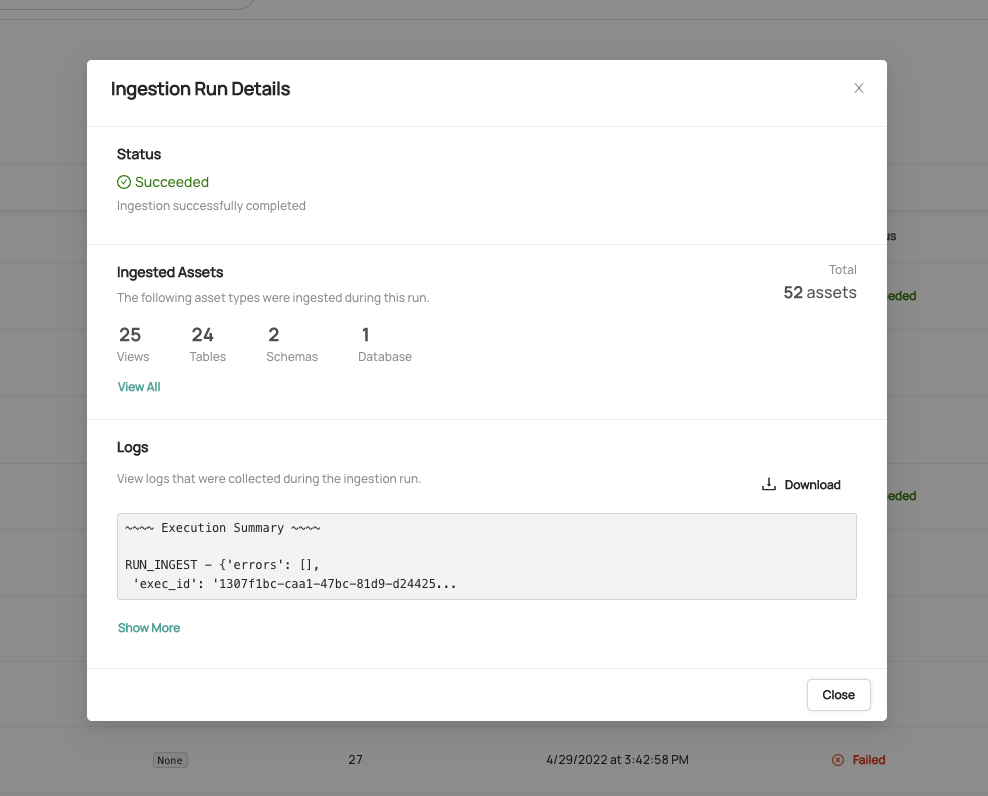 Ingestion Run Details
Status
Succeeded
Ingestion successfully completed
Ingested Assets
The following asset types were ingested during this run.
Total
52 assets
25
Views
24
Tables
2
Schemas
1
Database
View All
Logs
View logs that were collected during the ingestion run.
Download
~~~~ Execution Summary ~~~~
RUN_INGEST - {'errors': [],
'exec_id': '1307f1bc-caa1-47bc-81d9-d24425...
Show More
Close
None 27 4/29/2022 at 3:42:58 PM Failed